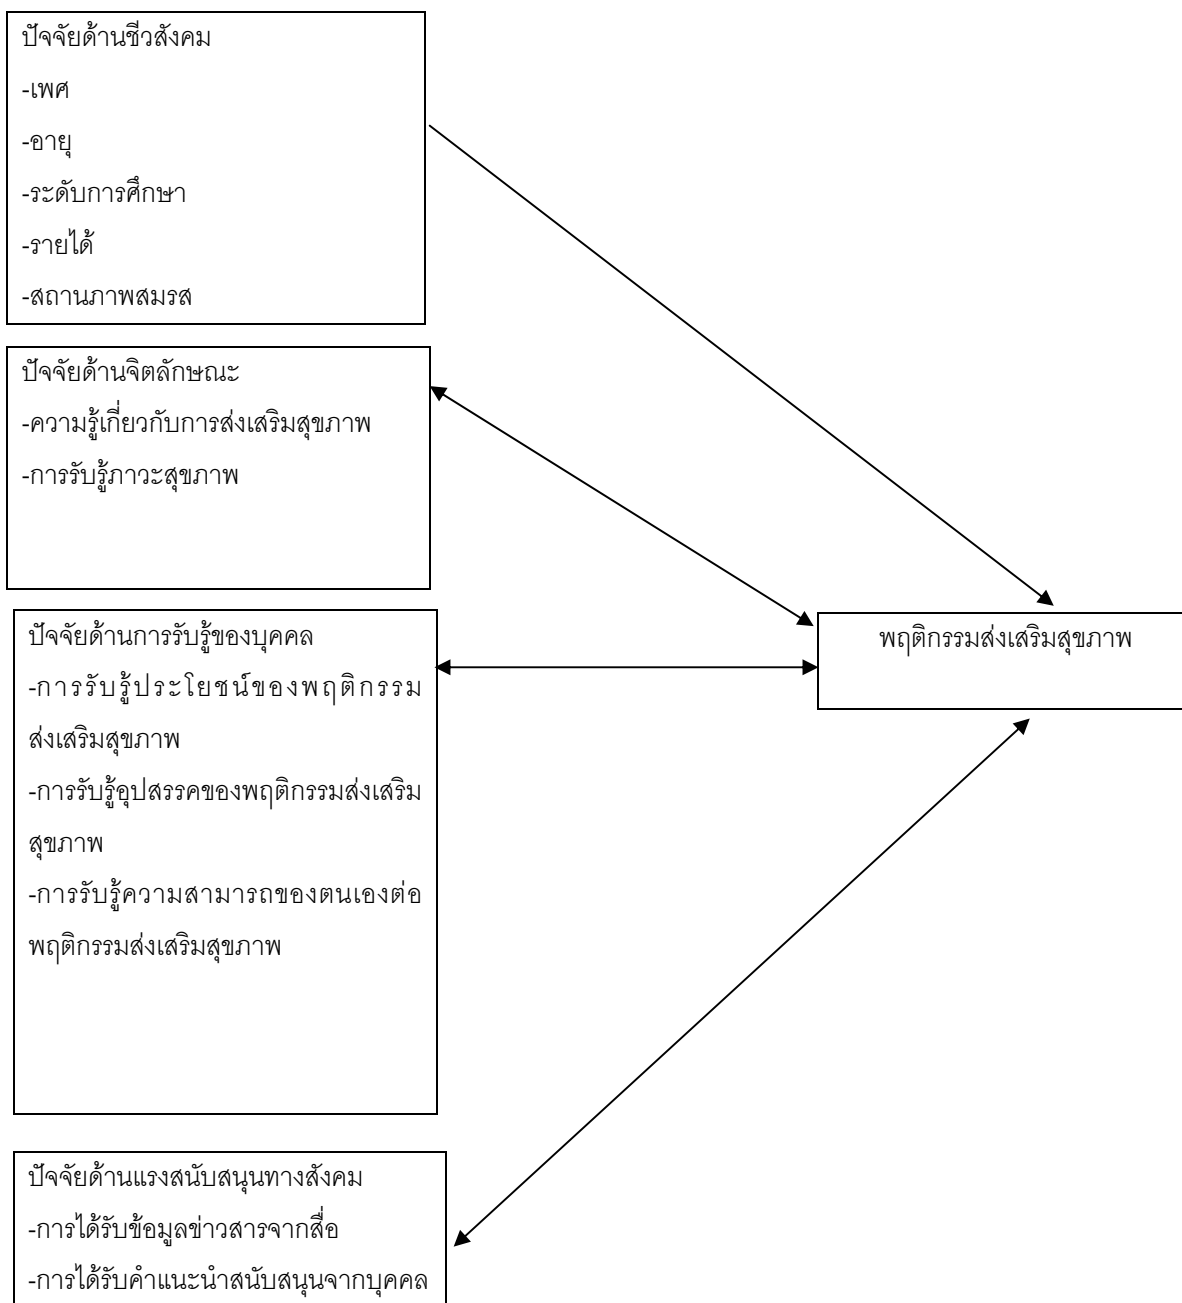 ปัจจัยด้านชีวสังคม
-เพศ
-อายุ
-ระดับการศึกษา
-รายได้
-สถานภาพสมรส
ปัจจัยด้านจิตลักษณะ
-ความรู้เกี่ยวกับการส่งเสริมสุขภาพ
-การรับรู้ภาวะสุขภาพ
ปัจจัยด้านการรับรู้ของบุคคล
-การรับรู้ประโยชน์ของพฤติกรรม
ส่งเสริมสุขภาพ
-การรับรู้อุปสรรคของพฤติกรรมส่งเสริม
สุขภาพ
-การรับรู้ความสามารถของตนเองต่อ
พฤติกรรมส่งเสริมสุขภาพ
พฤติกรรมส่งเสริมสุขภาพ
ปัจจัยด้านแรงสนับสนุนทางสังคม
-การได้รับข้อมูลข่าวสารจากสื่อ
-การได้รับคำแนะนำสนับสนุนจากบุคคล